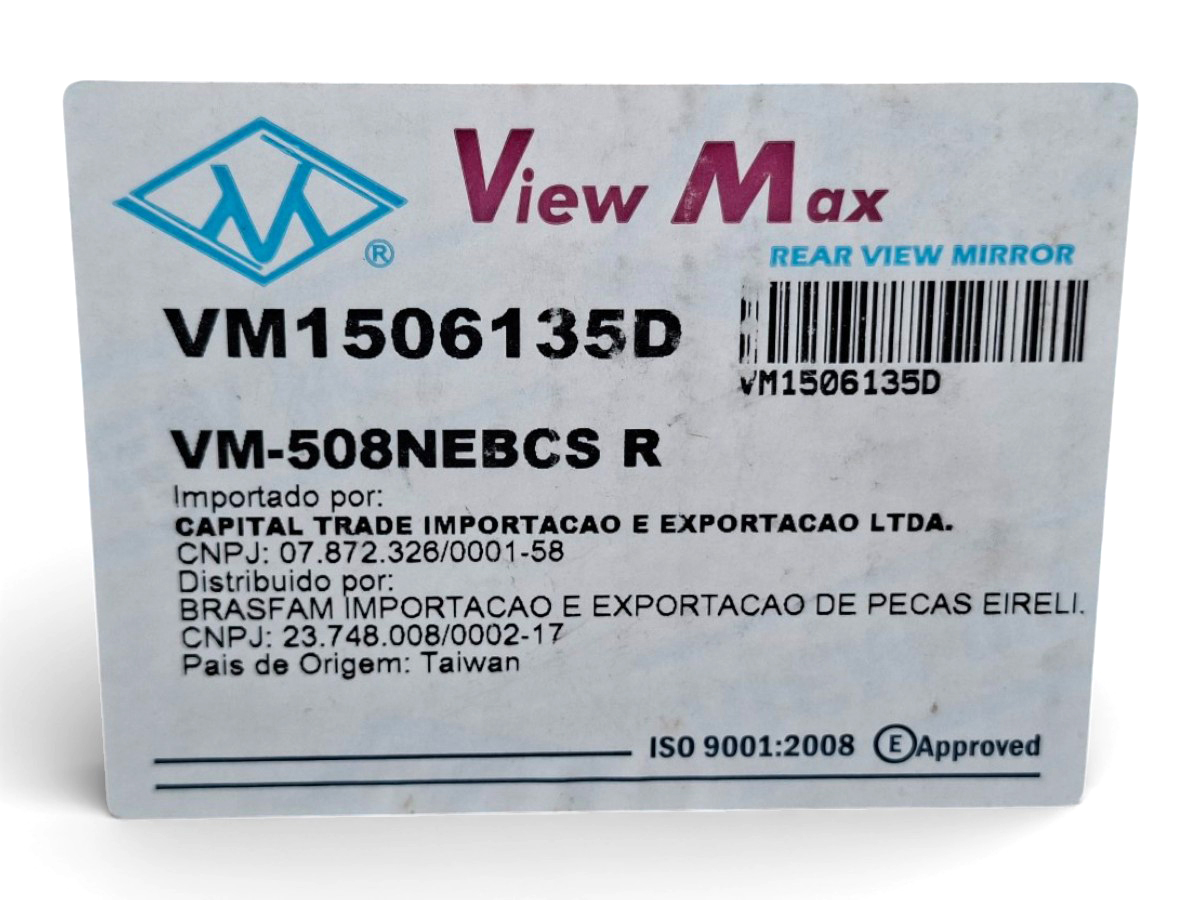 View Max
®
REAR VIEW MIRROR
VM1506135D
VM1506135D
VM-508NEBCS R
Importado por:
CAPITAL TRADE IMPORTACAO E EXPORTACAO LTDA.
CNPJ: 07.872.326/0001-58
Distribuido por:
BRASFAM IMPORTACAO E EXPORTACAO DE PECAS EIRELI.
CNPJ: 23.748.008/0002-17
Pais de Origem: Taiwan
ISO 9001:2008 E Approved